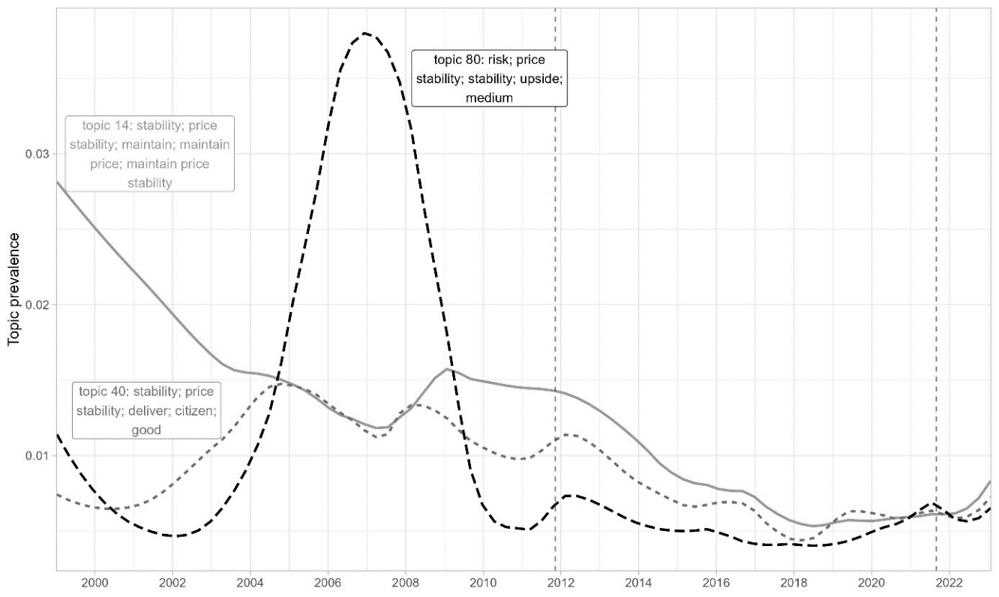 topic 80: risk; price
stability; stability; upside;
medium
topic 14: stability; price
stability; maintain; maintain
price; maintain price
stability
topic 40: stability; price
stability; deliver; citizen;
good
Topic prevalence
0.03
0.02
0.01
2000 2002 2004 2006 2008 2010 2012 2014 2016 2018 2020 2022